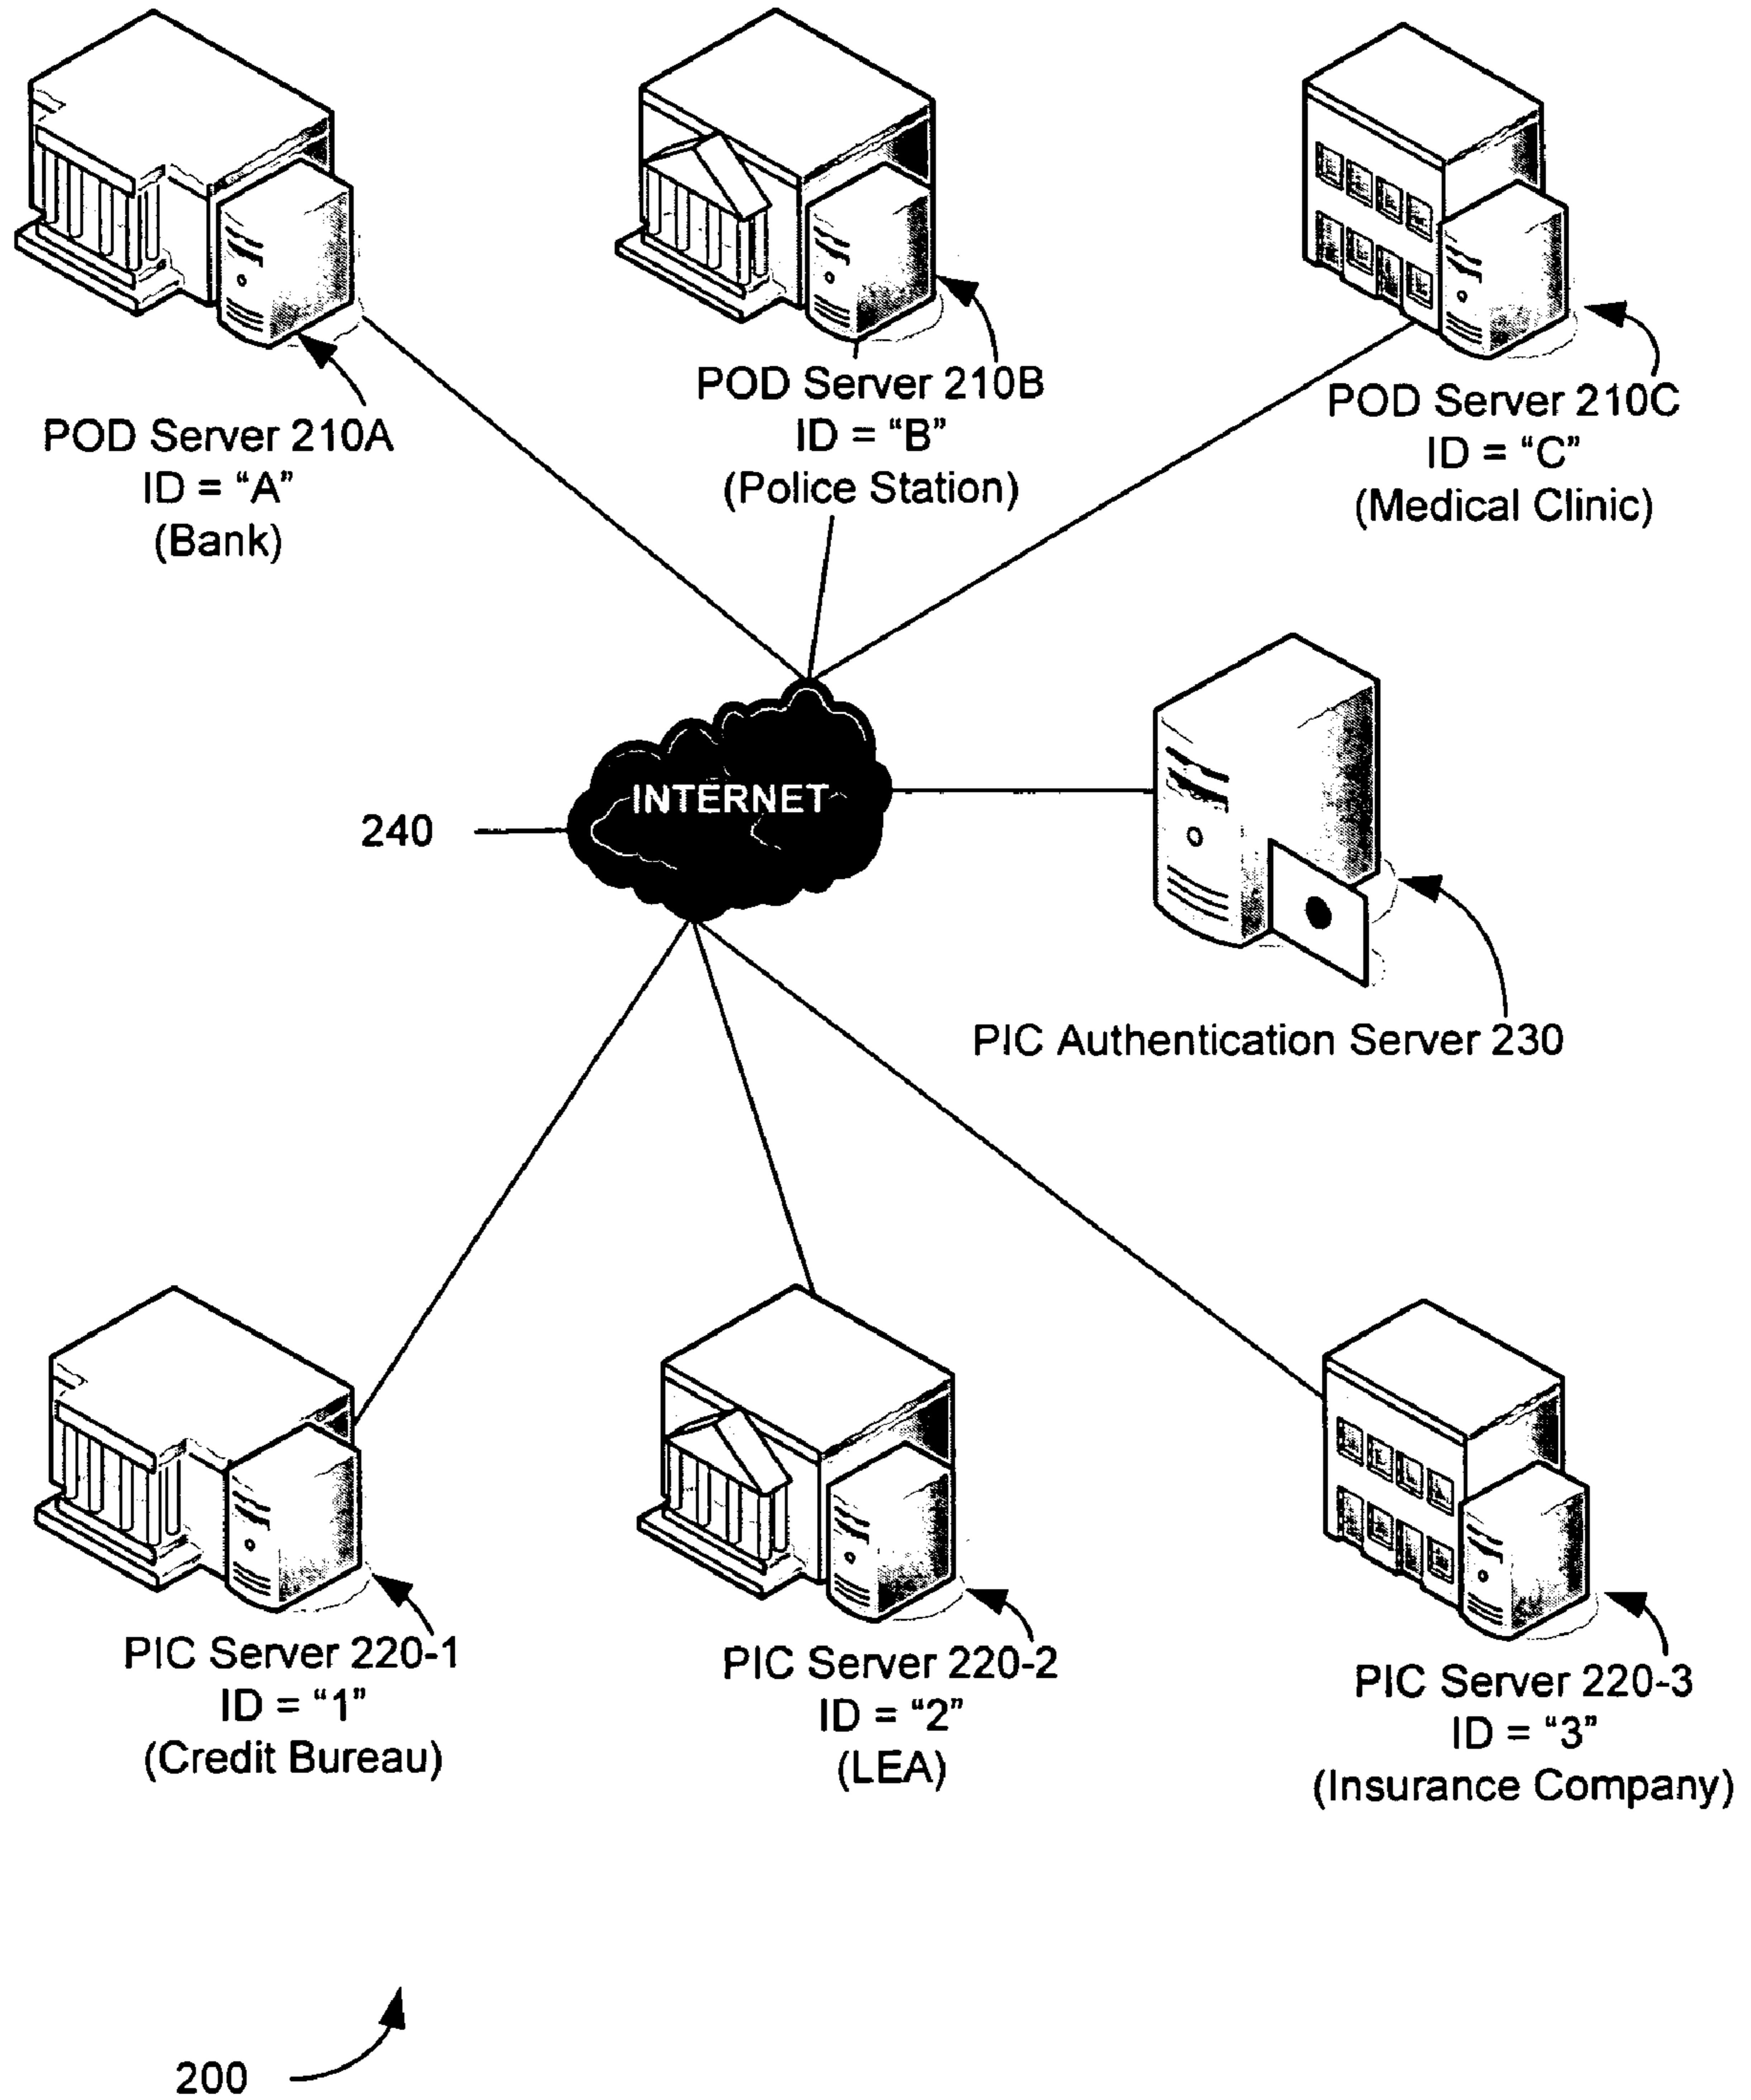 POD Server 210A
ID = “A”
(Bank)
POD Server 210B
ID = “B”
(Police Station)
POD Server 210C
ID = “C”
(Medical Clinic)
INTERNET
240
PIC Authentication Server 230
PIC Server 220-1
ID = “1”
(Credit Bureau)
PIC Server 220-2
ID = “2”
(LEA)
PIC Server 220-3
ID = “3”
(Insurance Company)
200